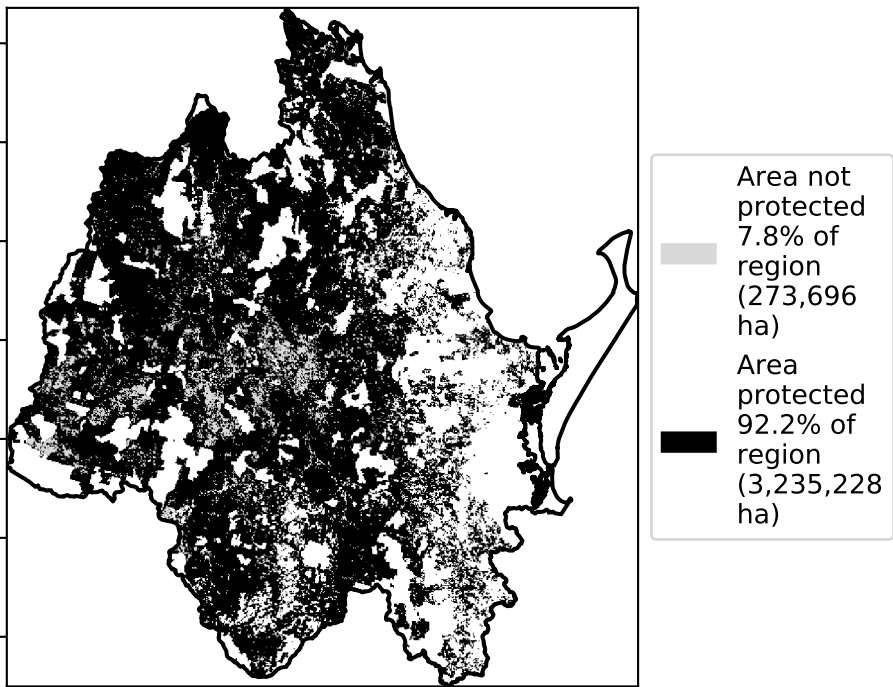 Area not
protected
7.8% of
region
(273,696
ha)
Area
protected
92.2% of
region
(3,235,228
ha)